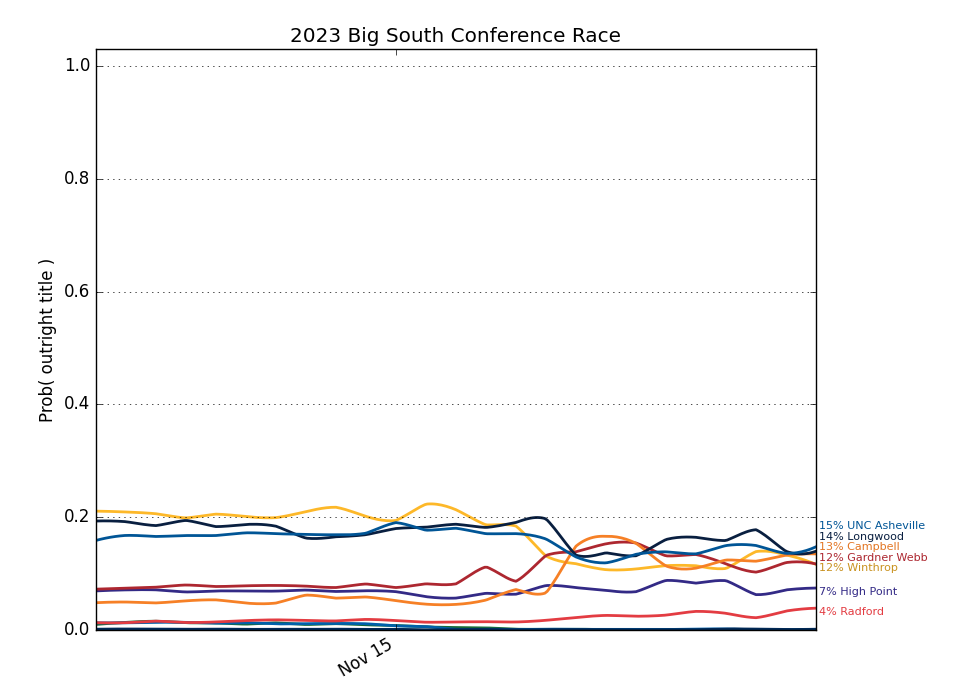 2023 Big South Conference Race
1.0
0.8
0.6
0.4
0.2
0.0
Prob( outright title )
Nov 15
15% UNC Asheville
14% Longwood
13% Campbell
12% Gardner Webb
12% Winthrop
7% High Point
4% Radford